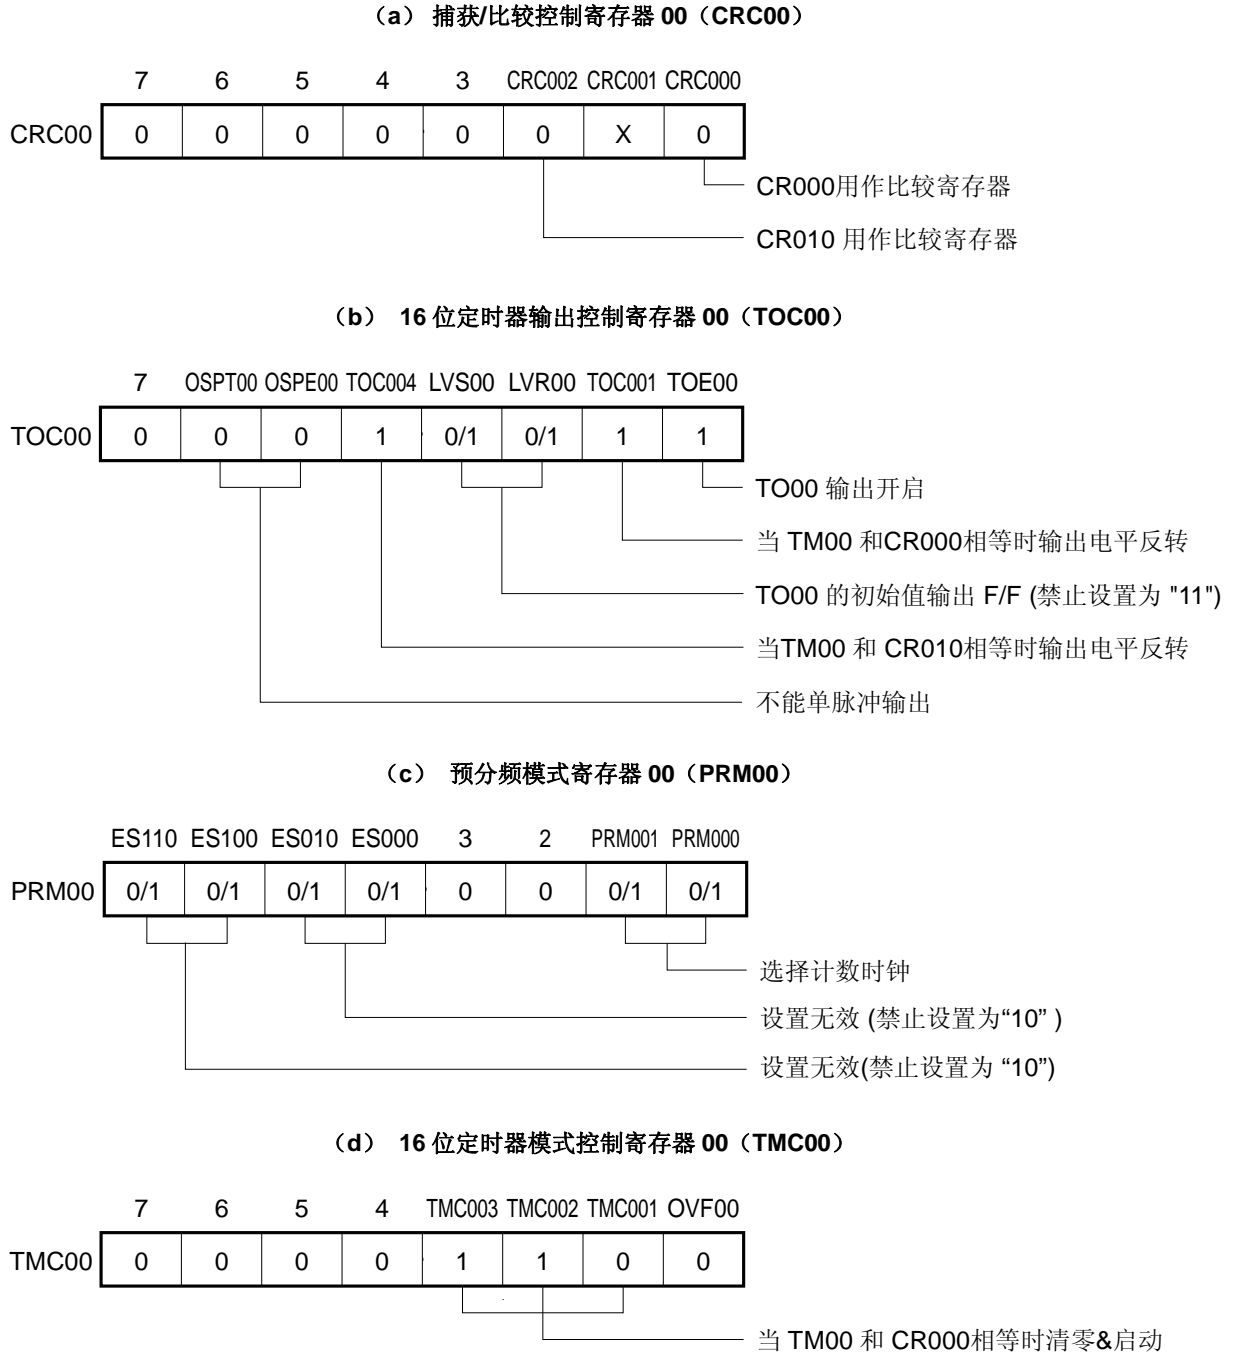 （a） 捕获/比较控制寄存器 00（CRC00）
7 6 5 4 3 CRC002 CRC001 CRC000
CRC00 0 0 0 0 0 0 X 0
CR000用作比较寄存器
CR010 用作比较寄存器
（b） 16 位定时器输出控制寄存器 00（TOC00）
7 OSPT00 OSPE00 TOC004 LVS00 LVR00 TOC001 TOE00
TOC00 0 0 0 1 0/1 0/1 1 1
TO00 输出开启
当 TM00 和CR000相等时输出电平反转
TO00 的初始值输出 F/F (禁止设置为 "11")
当TM00 和 CR010相等时输出电平反转
不能单脉冲输出
（c） 预分频模式寄存器 00（PRM00）
ES110 ES100 ES010 ES000 3 2 PRM001 PRM000
PRM00 0/1 0/1 0/1 0/1 0 0 0/1 0/1
选择计数时钟
设置无效 (禁止设置为“10” )
设置无效(禁止设置为 “10”)
（d） 16 位定时器模式控制寄存器 00（TMC00）
7 6 5 4 TMC003 TMC002 TMC001 OVF00
TMC00 0 0 0 0 1 1 0 0
当 TM00 和 CR000相等时清零&启动